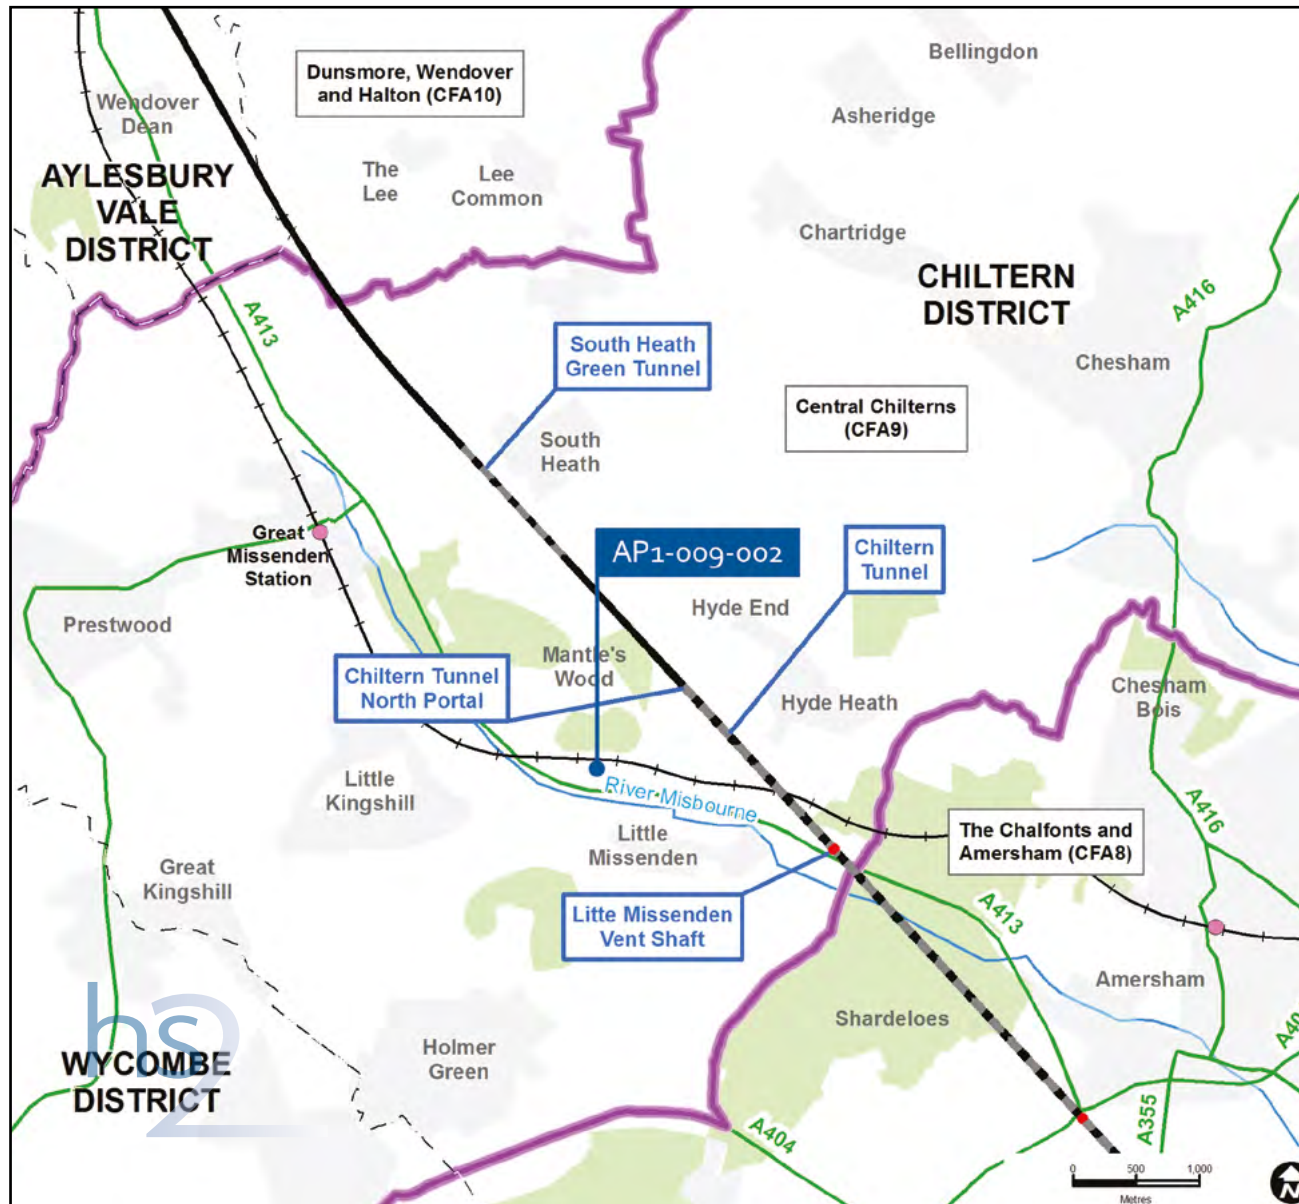 Bellingdon
Dunsmore, Wendover
and Halton (CFA10)
Wendover
Dean
Asheridge
The
Lee
Lee
Common
AYLESBURY
VALE
DISTRICT
Chartridge
CHILTERN
DISTRICT
A416
A413
South Heath
Green Tunnel
Chesham
Central Chilterns
(CFA9)
South
Heath
Great
Missenden
Station
AP1-009-002
Chiltern
Tunnel
Hyde End
Prestwood
Mantle's
Wood
Chiltern Tunnel
North Portal
Hyde Heath
Chesham
Bois
Little
Kingshill
River Misbourne
A416
Little
Missenden
The Chalfonts and
Amersham (CFA8)
Great
Kingshill
Litte Missenden
Vent Shaft
A413
Amersham
Shardeloes
hs2
WYCOMBE
DISTRICT
Holmer
Green
A404
A355
0 500 1,000
Metres
N